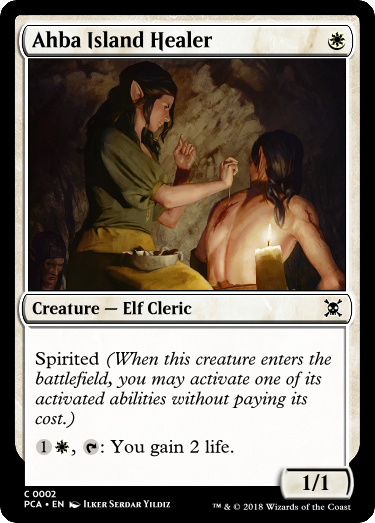 Ahba Island Healer
Creature — Elf Cleric
Spirited (When this creature enters the
battlefield, you may activate one of its
activated abilities without paying its
cost.)
1, : You gain 2 life.
1/1
C 0002
PCA • EN Ilker Serdar Yildiz
™ & © 2018 Wizards of the Coast